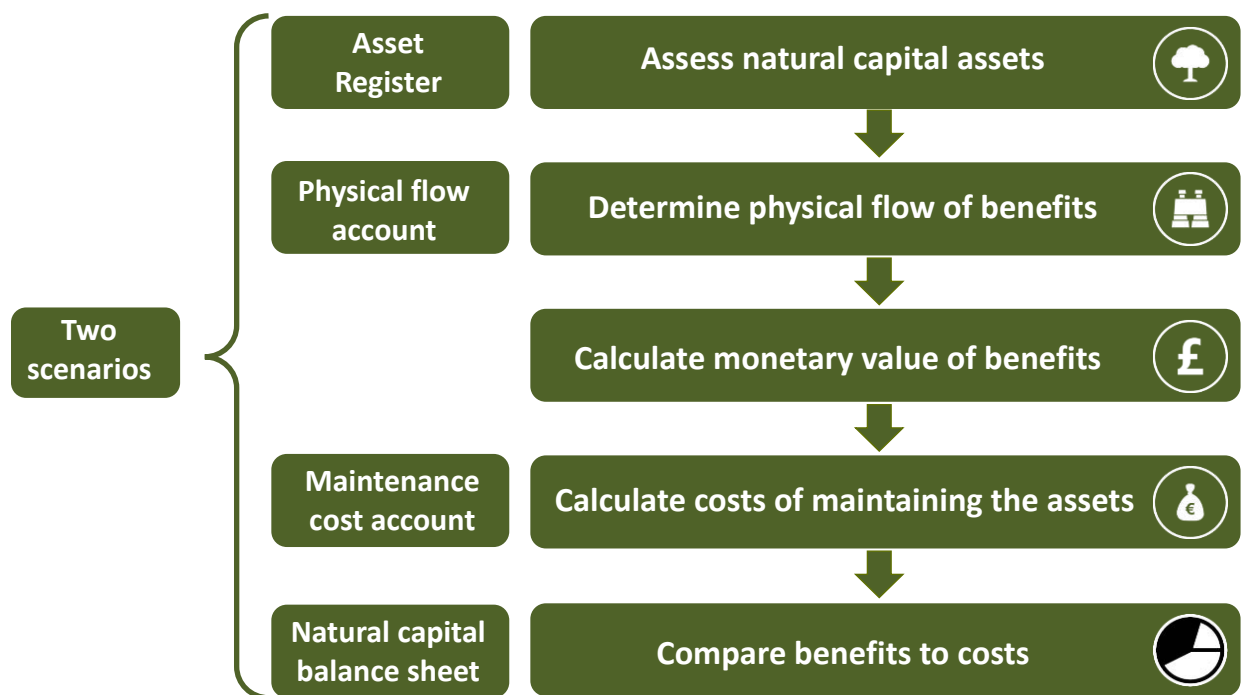 Asset
Register
Assess natural capital assets
Physical flow
account
Determine physical flow of benefits
Two
scenarios
Calculate monetary value of benefits
£
Maintenance
cost account
Calculate costs of maintaining the assets
€
Natural capital
balance sheet
Compare benefits to costs